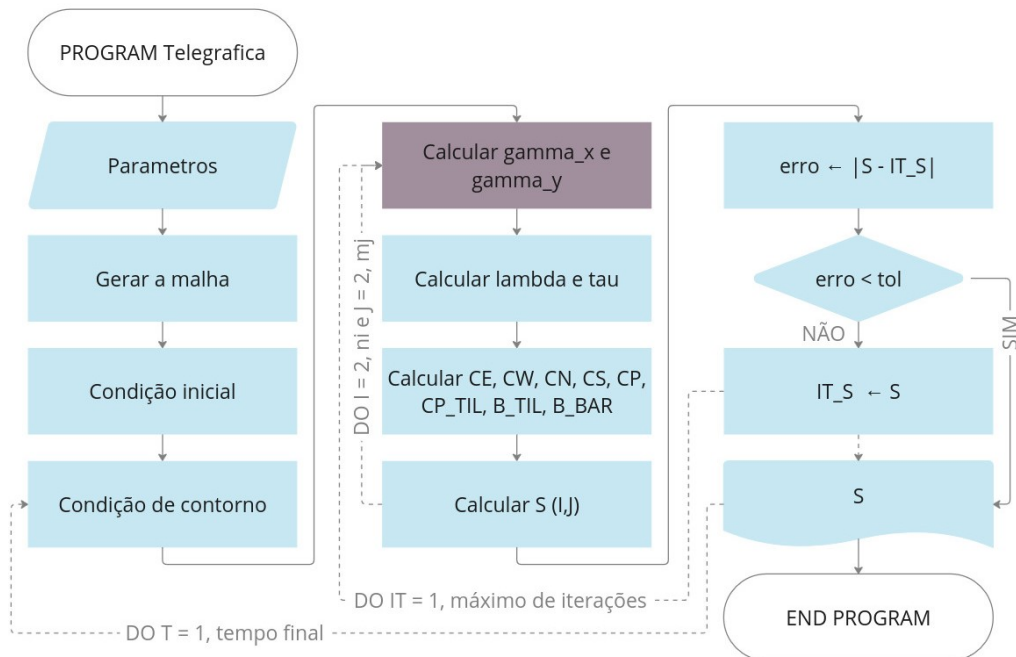 PROGRAM Telegrafica
Parametros
Gerar a malha
Condição inicial
Condição de contorno
Calcular gamma_x e
gamma_y
Calcular lambda e tau
Calcular CE, CW, CN, CS, CP,
CP_TIL, B_TIL, B_BAR
Calcular S (I,J)
DO I = 2, ni e J = 2, mj
erro ← |S - IT_S|
erro < tol
NÃO
SIM
IT_S ← S
S
END PROGRAM
DO IT = 1, máximo de iterações
DO T = 1, tempo final